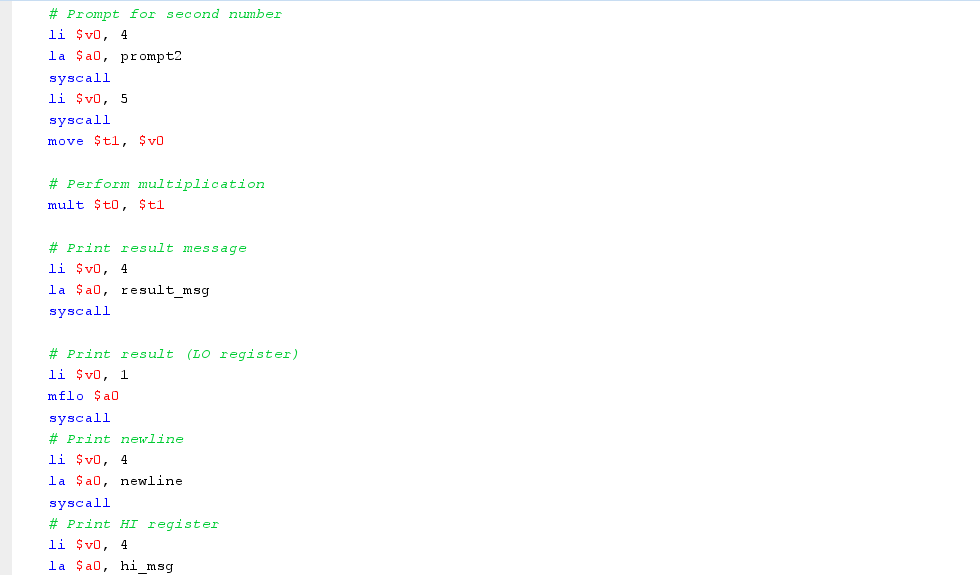 # Prompt for second number
li $v0, 4
la $a0, prompt2
syscall
li $v0, 5
syscall
move $t1, $v0
# Perform multiplication
mult $t0, $t1
# Print result message
li $v0, 4
la $a0, result_msg
syscall
# Print result (LO register)
li $v0, 1
mflo $a0
syscall
# Print newline
li $v0, 4
la $a0, newline
syscall
# Print HI register
li $v0, 4
la $a0, hi_msg